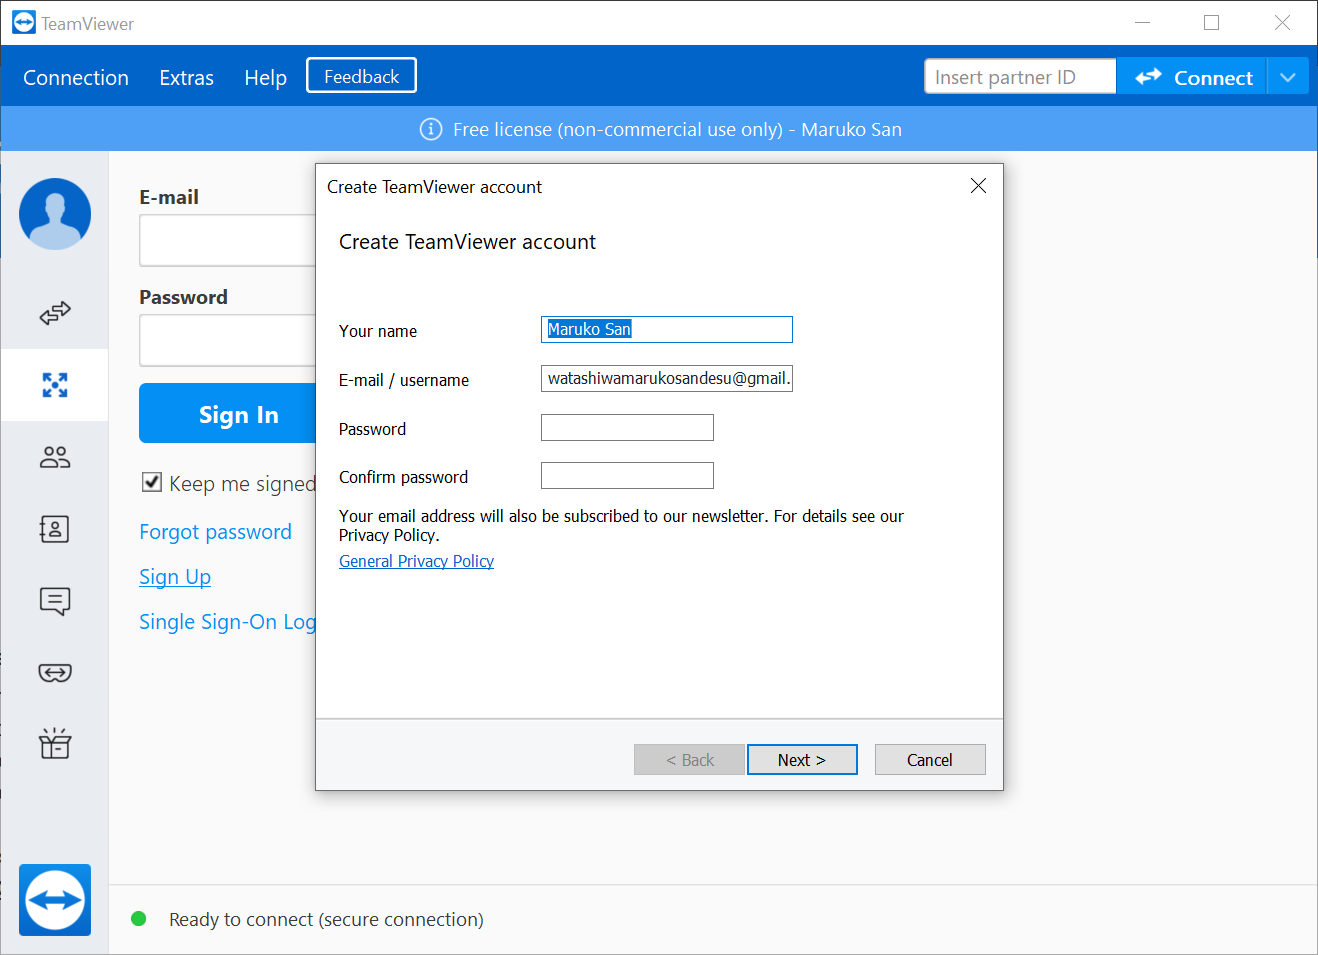 TeamViewer
Connection Extras Help Feedback Insert partner ID Connect
Free license (non-commercial use only) - Maruko San
E-mail
Password
Sign In
Keep me signed
Forgot password
Sign Up
Single Sign-On Log
Create TeamViewer account
Create TeamViewer account
Your name Maruko San
E-mail / username watashiwamarukosandesu@gmail.
Password
Confirm password
Your email address will also be subscribed to our newsletter. For details see our
Privacy Policy.
General Privacy Policy
< Back Next > Cancel
Ready to connect (secure connection)